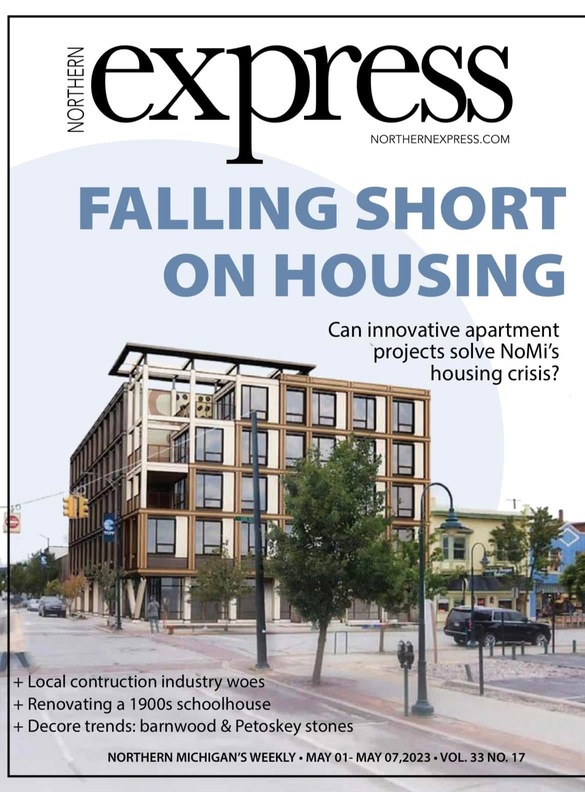 NORTHERN
express
NORTHERNEXPRESS.COM
FALLING SHORT
ON HOUSING
Can innovative apartment
projects solve NoMi's
housing crisis?
+ Local contruction industry woes
+ Renovating a 1900s schoolhouse
+ Decore trends: barnwood & Petoskey stones
NORTHERN MICHIGAN'S WEEKLY • MAY 01- MAY 07,2023 • VOL. 33 NO. 17